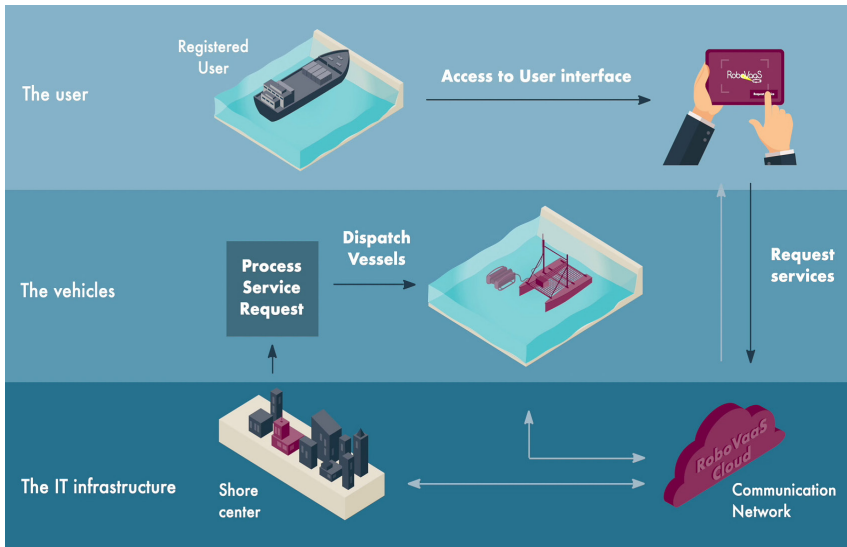 Registered
User
The user
Access to User interface
RoboVaaS
Dispatch
Vessels
Process
Service
Request
The vehicles
Request
services
The IT infrastructure
Shore
center
RoboVaaS
Cloud
Communication
Network